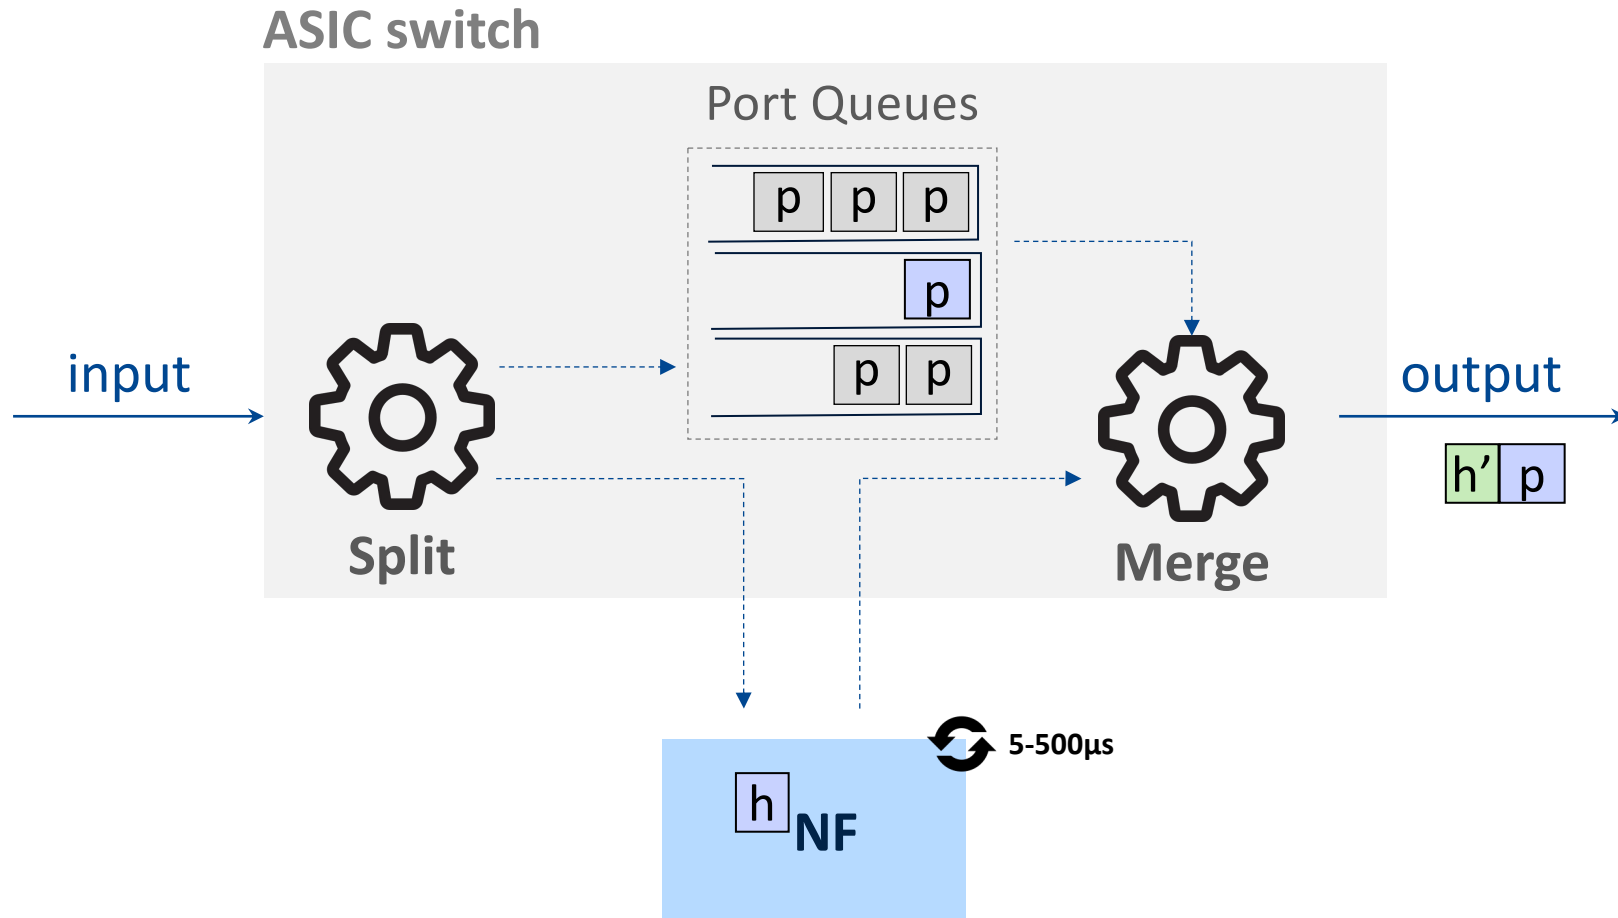 ASIC switch
Port Queues
p p p
p
p p
input
output
h’ p
Split
Merge
5-500µs
h
NF